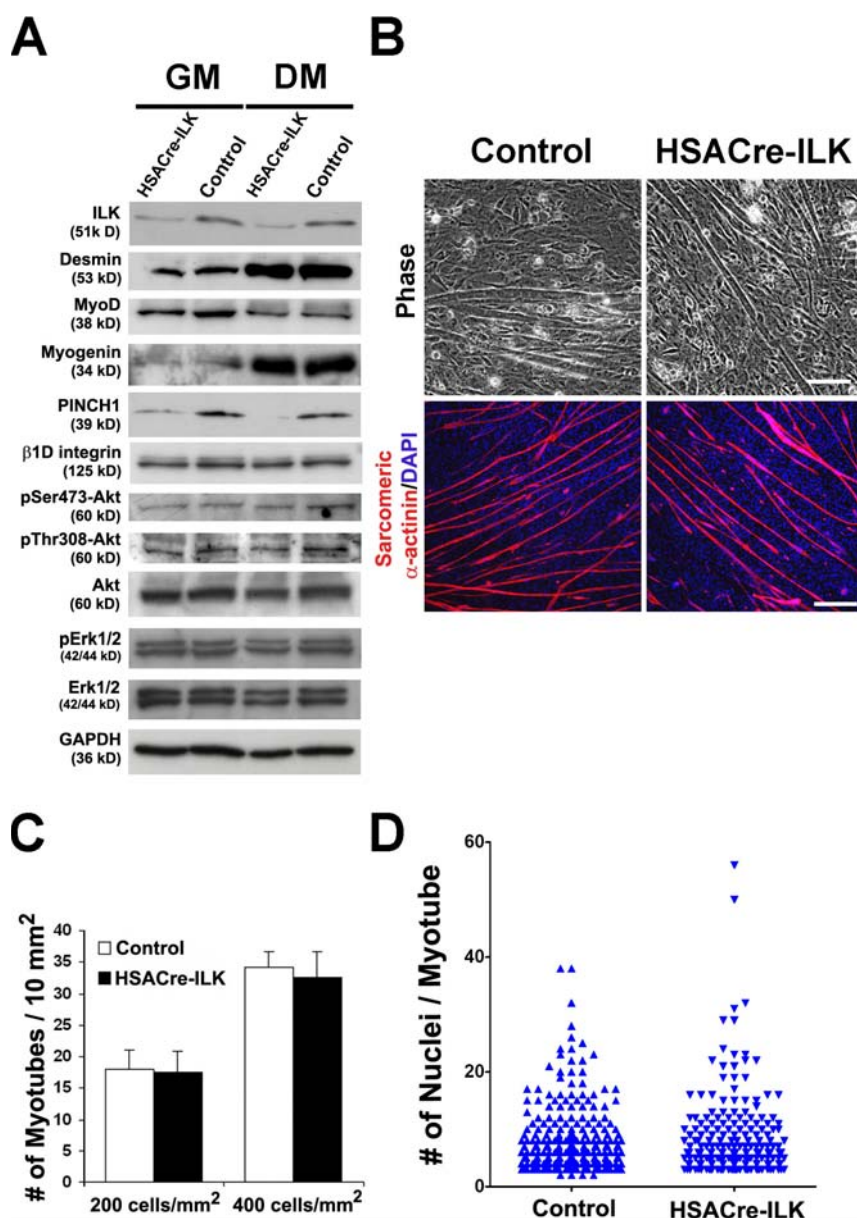 A
GM DM
HSACre-ILK Control HSACre-ILK Control
ILK
(51k D)
Desmin
(53 kD)
MyoD
(38 kD)
Myogenin
(34 kD)
PINCH1
(39 kD)
β1D integrin
(125 kD)
pSer473-Akt
(60 kD)
pThr308-Akt
(60 kD)
Akt
(60 kD)
pErk1/2
(42/44 kD)
Erk1/2
(42/44 kD)
GAPDH
(36 kD)
B
Control HSACre-ILK
Phase
Sarcomeric
α-actinin/DAPI
C
# of Myotubes / 10 mm²
40
35
30
25
20
15
10
5
0
Control
HSACre-ILK
200 cells/mm² 400 cells/mm²
D
# of Nuclei / Myotube
60
40
20
0
Control HSACre-ILK